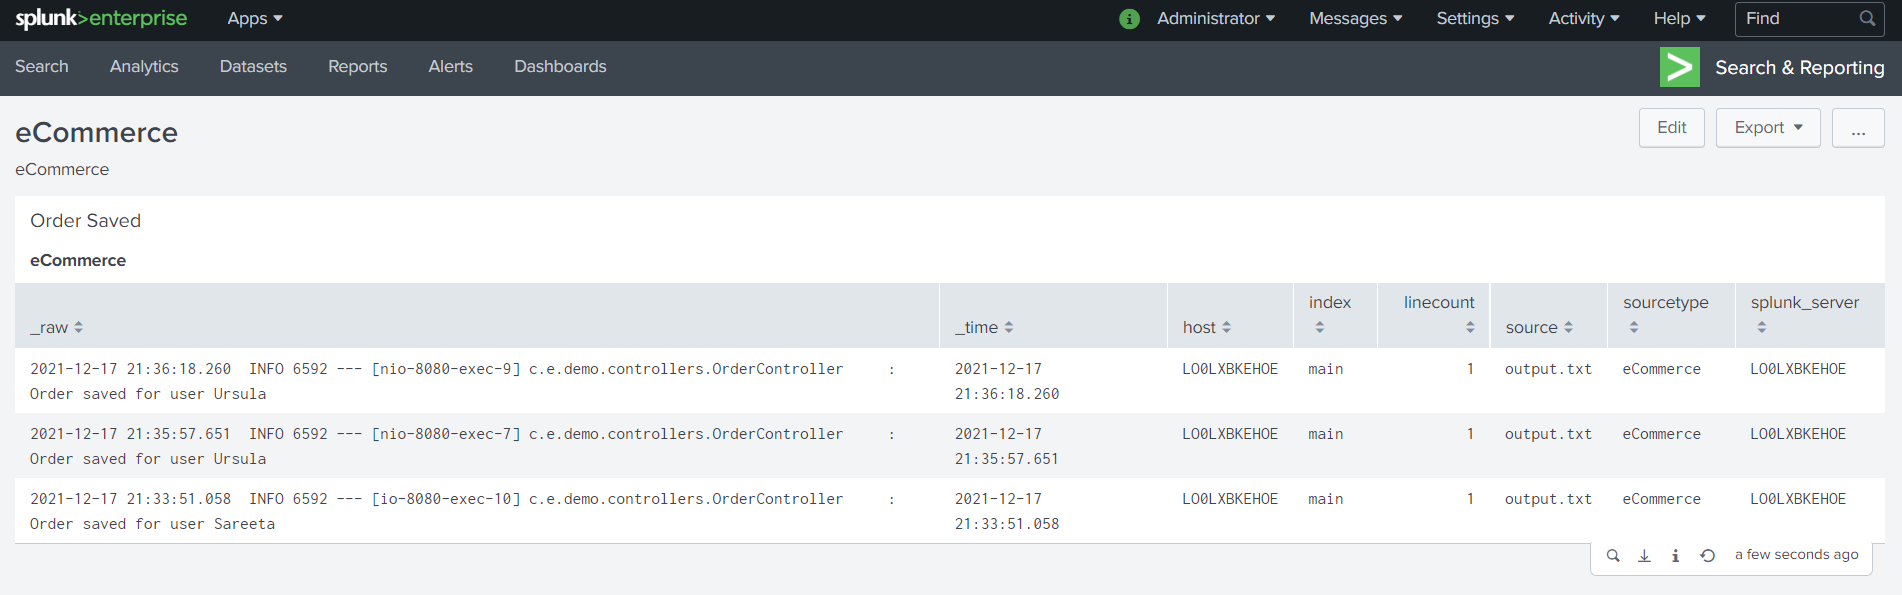 splunk>enterprise Apps Administrator Messages Settings Activity Help Find
Search Analytics Datasets Reports Alerts Dashboards Search & Reporting
eCommerce Edit Export ...
eCommerce
Order Saved
eCommerce
_raw _time host index linecount source sourcetype splunk_server
2021-12-17 21:36:18.260  INFO 6592 --- [nio-8080-exec-9] c.e.demo.controllers.OrderController     : 2021-12-17 LO0LXBKEHOE main 1 output.txt eCommerce LO0LXBKEHOE
Order saved for user Ursula 21:36:18.260
2021-12-17 21:35:57.651  INFO 6592 --- [nio-8080-exec-7] c.e.demo.controllers.OrderController     : 2021-12-17 LO0LXBKEHOE main 1 output.txt eCommerce LO0LXBKEHOE
Order saved for user Ursula 21:35:57.651
2021-12-17 21:33:51.058  INFO 6592 --- [io-8080-exec-10] c.e.demo.controllers.OrderController     : 2021-12-17 LO0LXBKEHOE main 1 output.txt eCommerce LO0LXBKEHOE
Order saved for user Sareeta 21:33:51.058
a few seconds ago